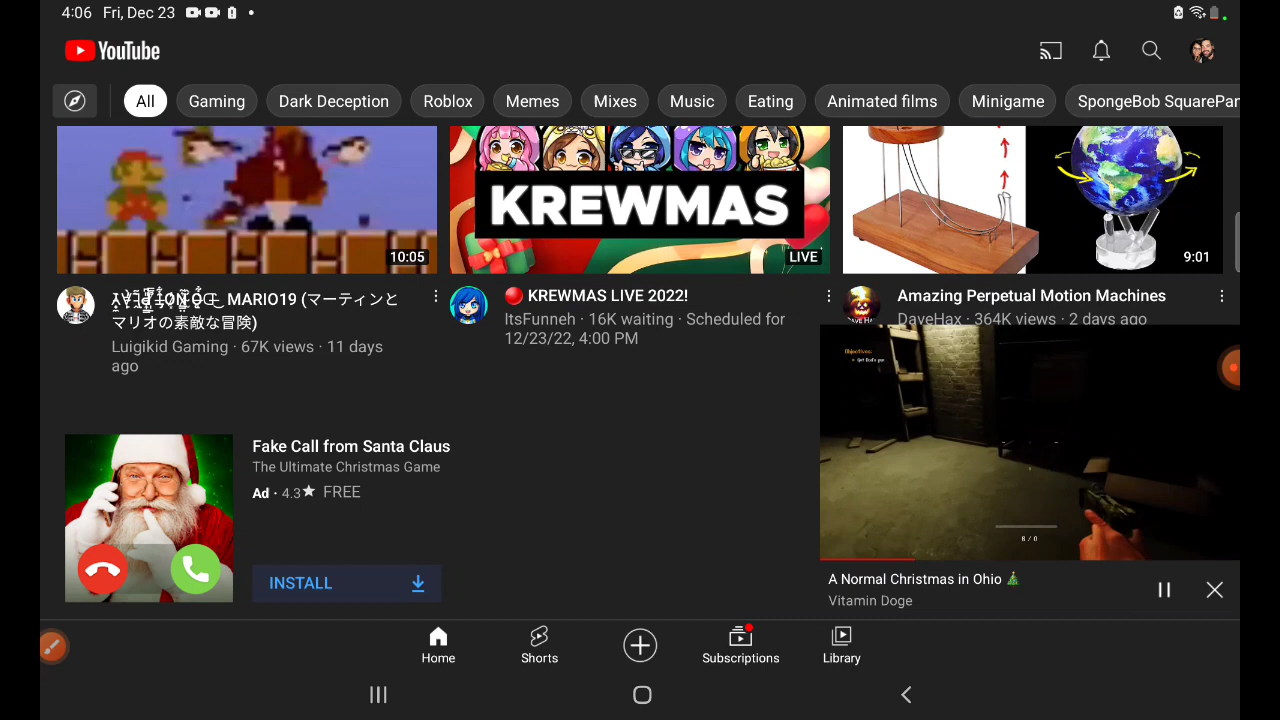 4:06 Fri, Dec 23
YouTube
All
Gaming
Dark Deception
Roblox
Memes
Mixes
Music
Eating
Animated films
Minigame
SpongeBob SquarePan
10:05
KREWMAS
LIVE
9:01
MARIO19 (マーティンと
マリオの素敵な冒険)
Luigikid Gaming · 67K views · 11 days
ago
🔴 KREWMAS LIVE 2022!
ItsFunneh · 16K waiting · Scheduled for
12/23/22, 4:00 PM
Amazing Perpetual Motion Machines
DaveHax · 364K views · 2 days ago
Objectives:
Fake Call from Santa Claus
The Ultimate Christmas Game
Ad · 4.3★ FREE
INSTALL
A Normal Christmas in Ohio 🎄
Vitamin Doge
Home
Shorts
Subscriptions
Library